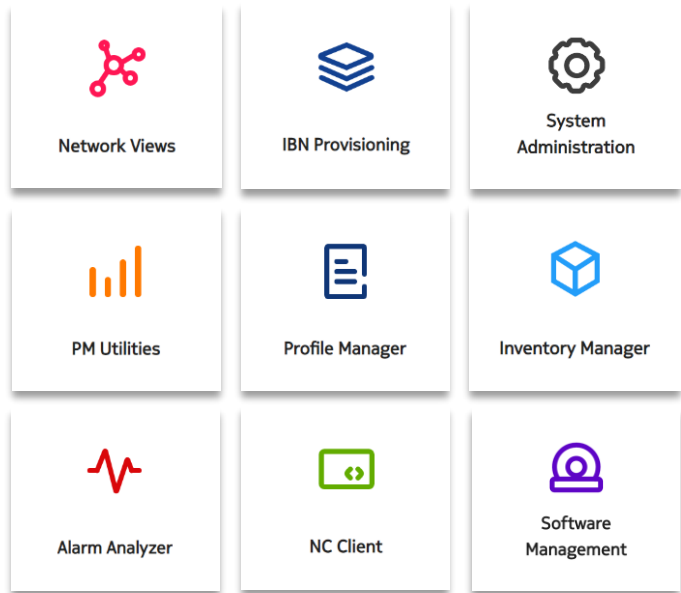 Network Views
IBN Provisioning
System
Administration
PM Utilities
Profile Manager
Inventory Manager
Alarm Analyzer
NC Client
Software
Management